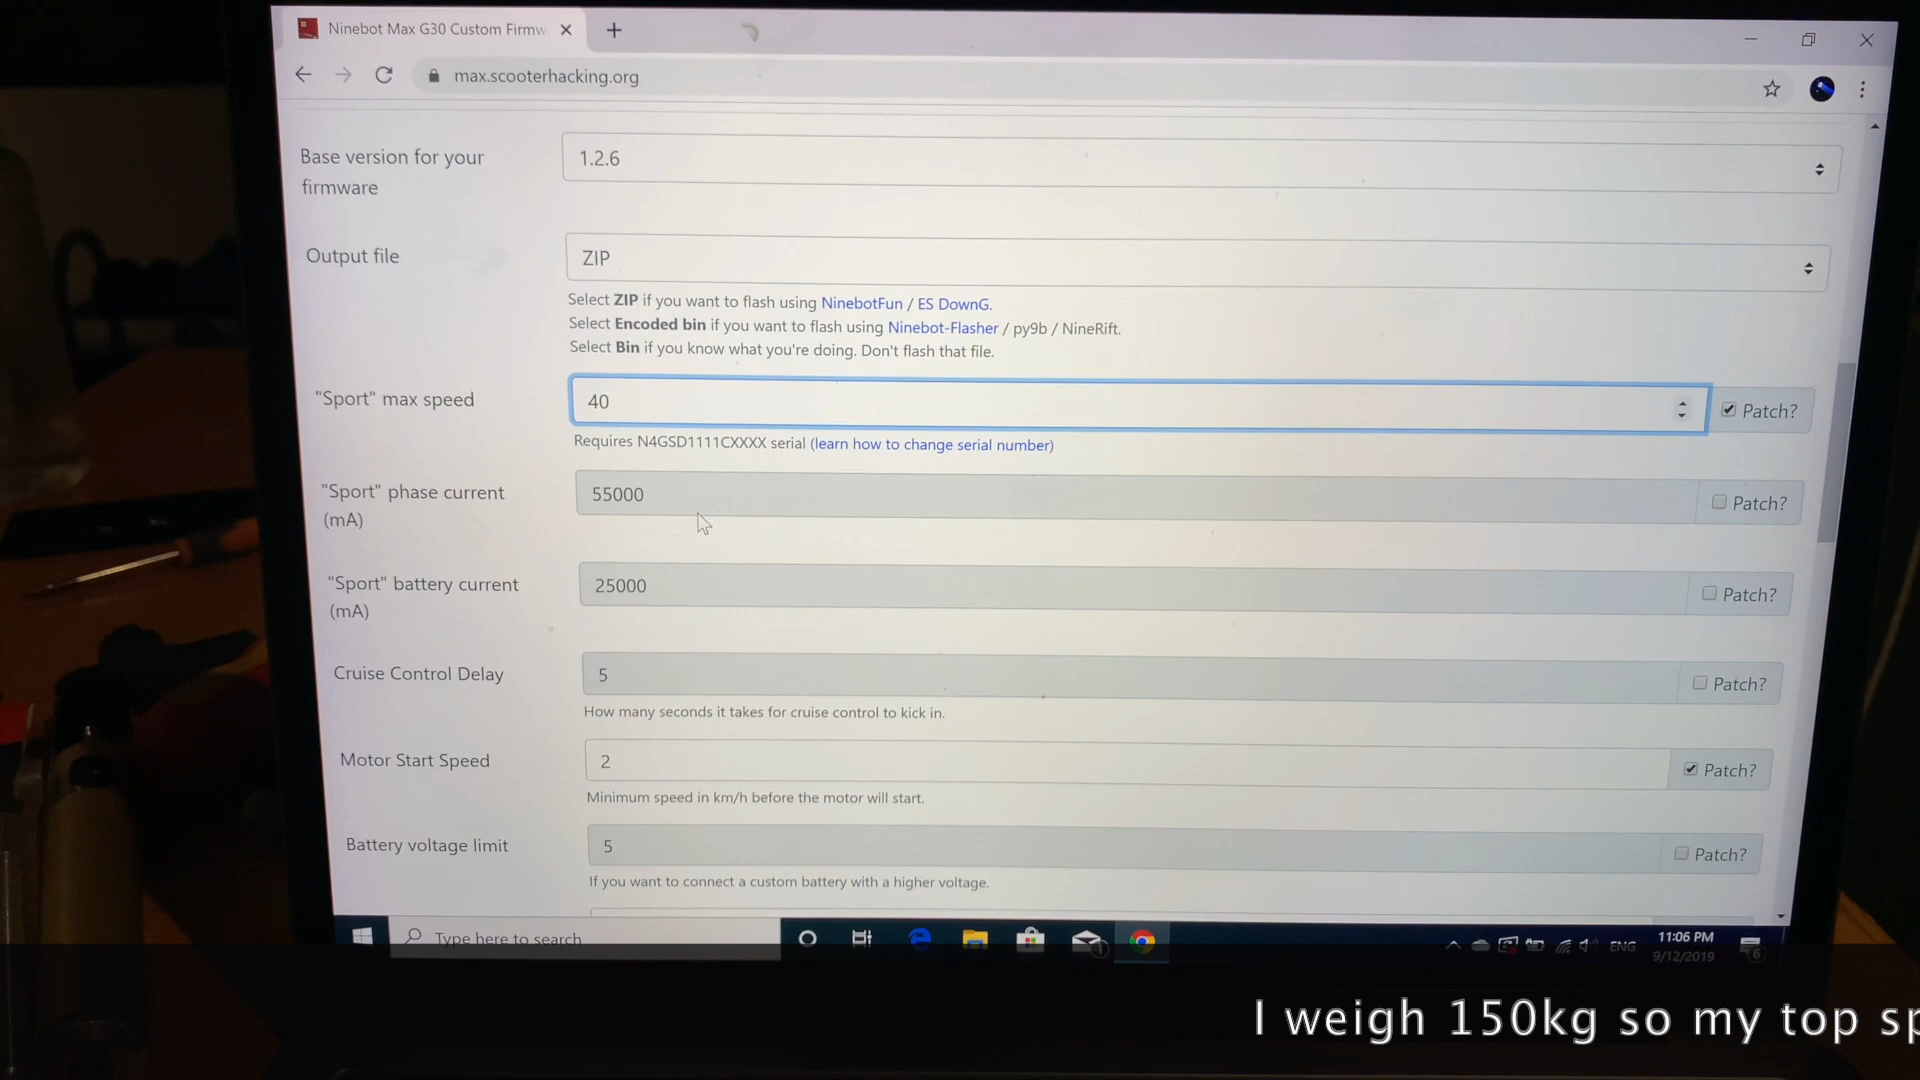 Ninebot Max G30 Custom Firmw
max.scooterhacking.org
Base version for your
firmware
1.2.6
Output file
ZIP
Select ZIP if you want to flash using NinebotFun / ES DownG.
Select Encoded bin if you want to flash using Ninebot-Flasher / py9b / NineRift.
Select Bin if you know what you're doing. Don't flash that file.
"Sport" max speed
40
Patch?
Requires N4GSD1111CXXXX serial (learn how to change serial number)
"Sport" phase current
(mA)
55000
Patch?
"Sport" battery current
(mA)
25000
Patch?
Cruise Control Delay
5
Patch?
How many seconds it takes for cruise control to kick in.
Motor Start Speed
2
Patch?
Minimum speed in km/h before the motor will start.
Battery voltage limit
5
Patch?
If you want to connect a custom battery with a higher voltage.
Type here to search
1
ENG
11:06 PM
9/12/2019
6
I weigh 150kg so my top sp